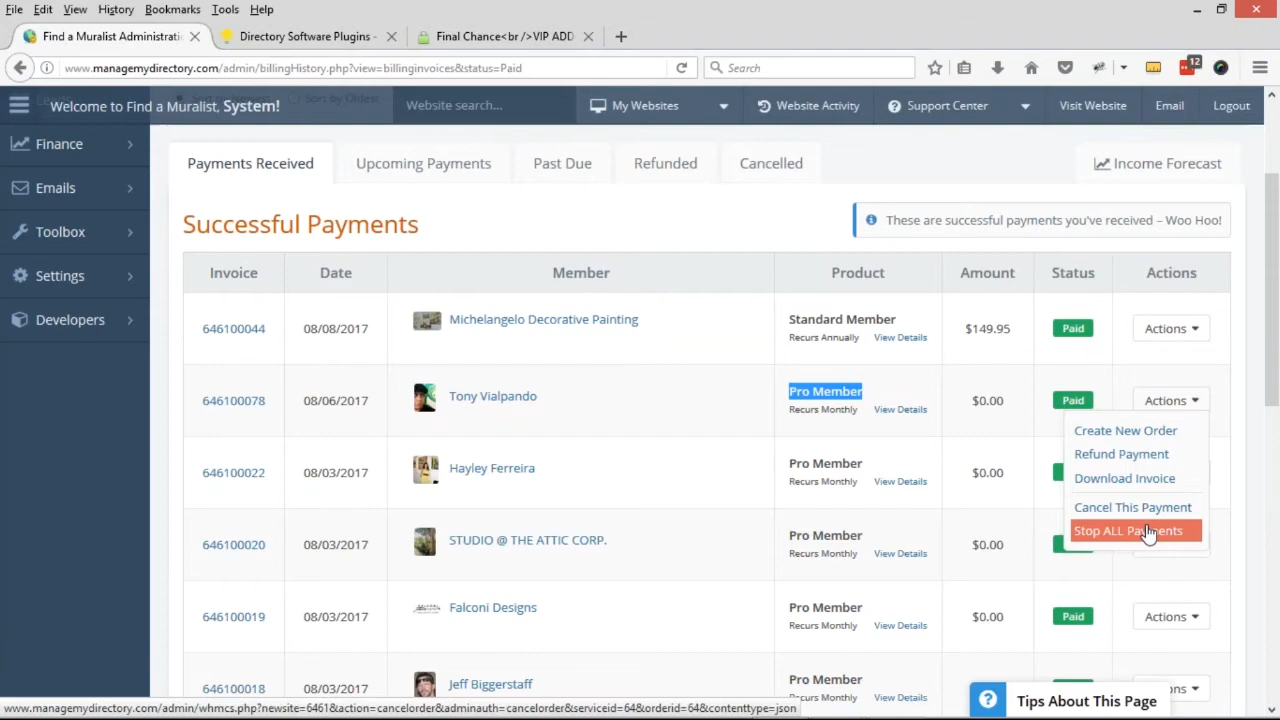 File Edit View History Bookmarks Tools Help
Find a Muralist Administrati
Directory Software Plugins -
Final Chance<br />VIP ADD
www.managemydirectory.com/admin/billingHistory.php?view=billinginvoices&status=Paid
Search
12
Sort by Oldest
Welcome to Find a Muralist, System!
Website search...
My Websites
Website Activity
Support Center
Visit Website
Email
Logout
Finance
Emails
Toolbox
Settings
Developers
Payments Received
Upcoming Payments
Past Due
Refunded
Cancelled
Income Forecast
Successful Payments
These are successful payments you've received – Woo Hoo!
Invoice Date Member Product Amount Status Actions
646100044 08/08/2017 Michelangelo Decorative Painting Standard Member $149.95 Paid Actions
Recurs Annually View Details
646100078 08/06/2017 Tony Vialpando Pro Member $0.00 Paid Actions
Recurs Monthly View Details
Create New Order
Refund Payment
Download Invoice
Cancel This Payment
Stop ALL Payments
646100022 08/03/2017 Hayley Ferreira Pro Member $0.00
Recurs Monthly View Details
646100020 08/03/2017 STUDIO @ THE ATTIC CORP. Pro Member $0.00
Recurs Monthly View Details
646100019 08/03/2017 Falconi Designs Pro Member $0.00 Paid Actions
Recurs Monthly View Details
646100018 08/03/2017 Jeff Biggerstaff Pro Member $0.00
Recurs Monthly View Details
Tips About This Page
www.managemydirectory.com/admin/whmcs.php?newsite=6461&action=cancelorder&adminauth=cancelorder&serviceid=64&orderid=64&contenttype=json